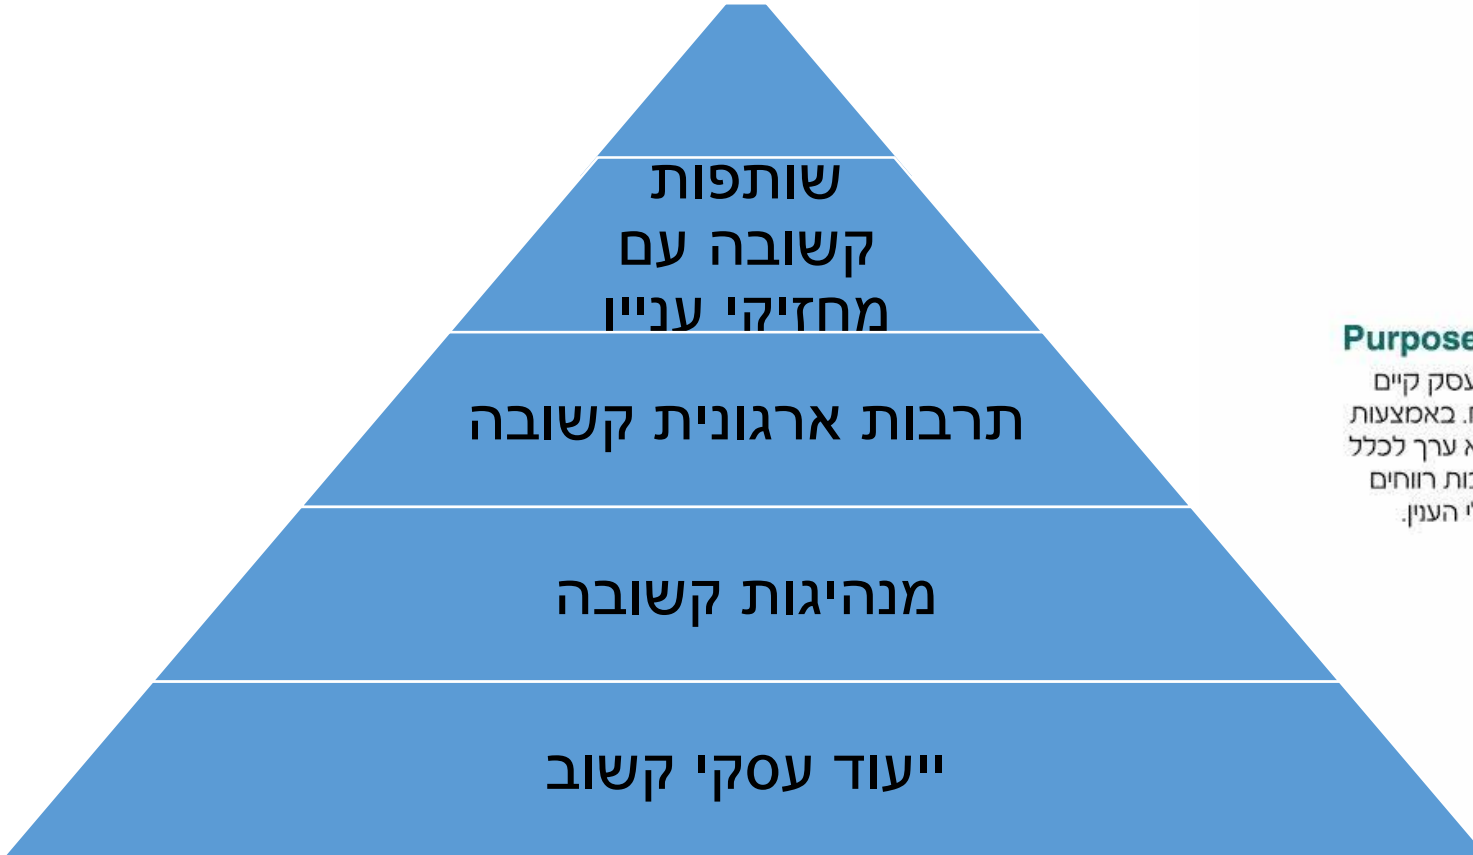 שותפות
קשובה עם
מחזיקי עניין
תרבות ארגונית קשובה
מנהיגות קשובה
ייעוד עסקי קשוב
Purpose
עסק קיים
באמצעות
ערך לכלל
רווחים
הענין.